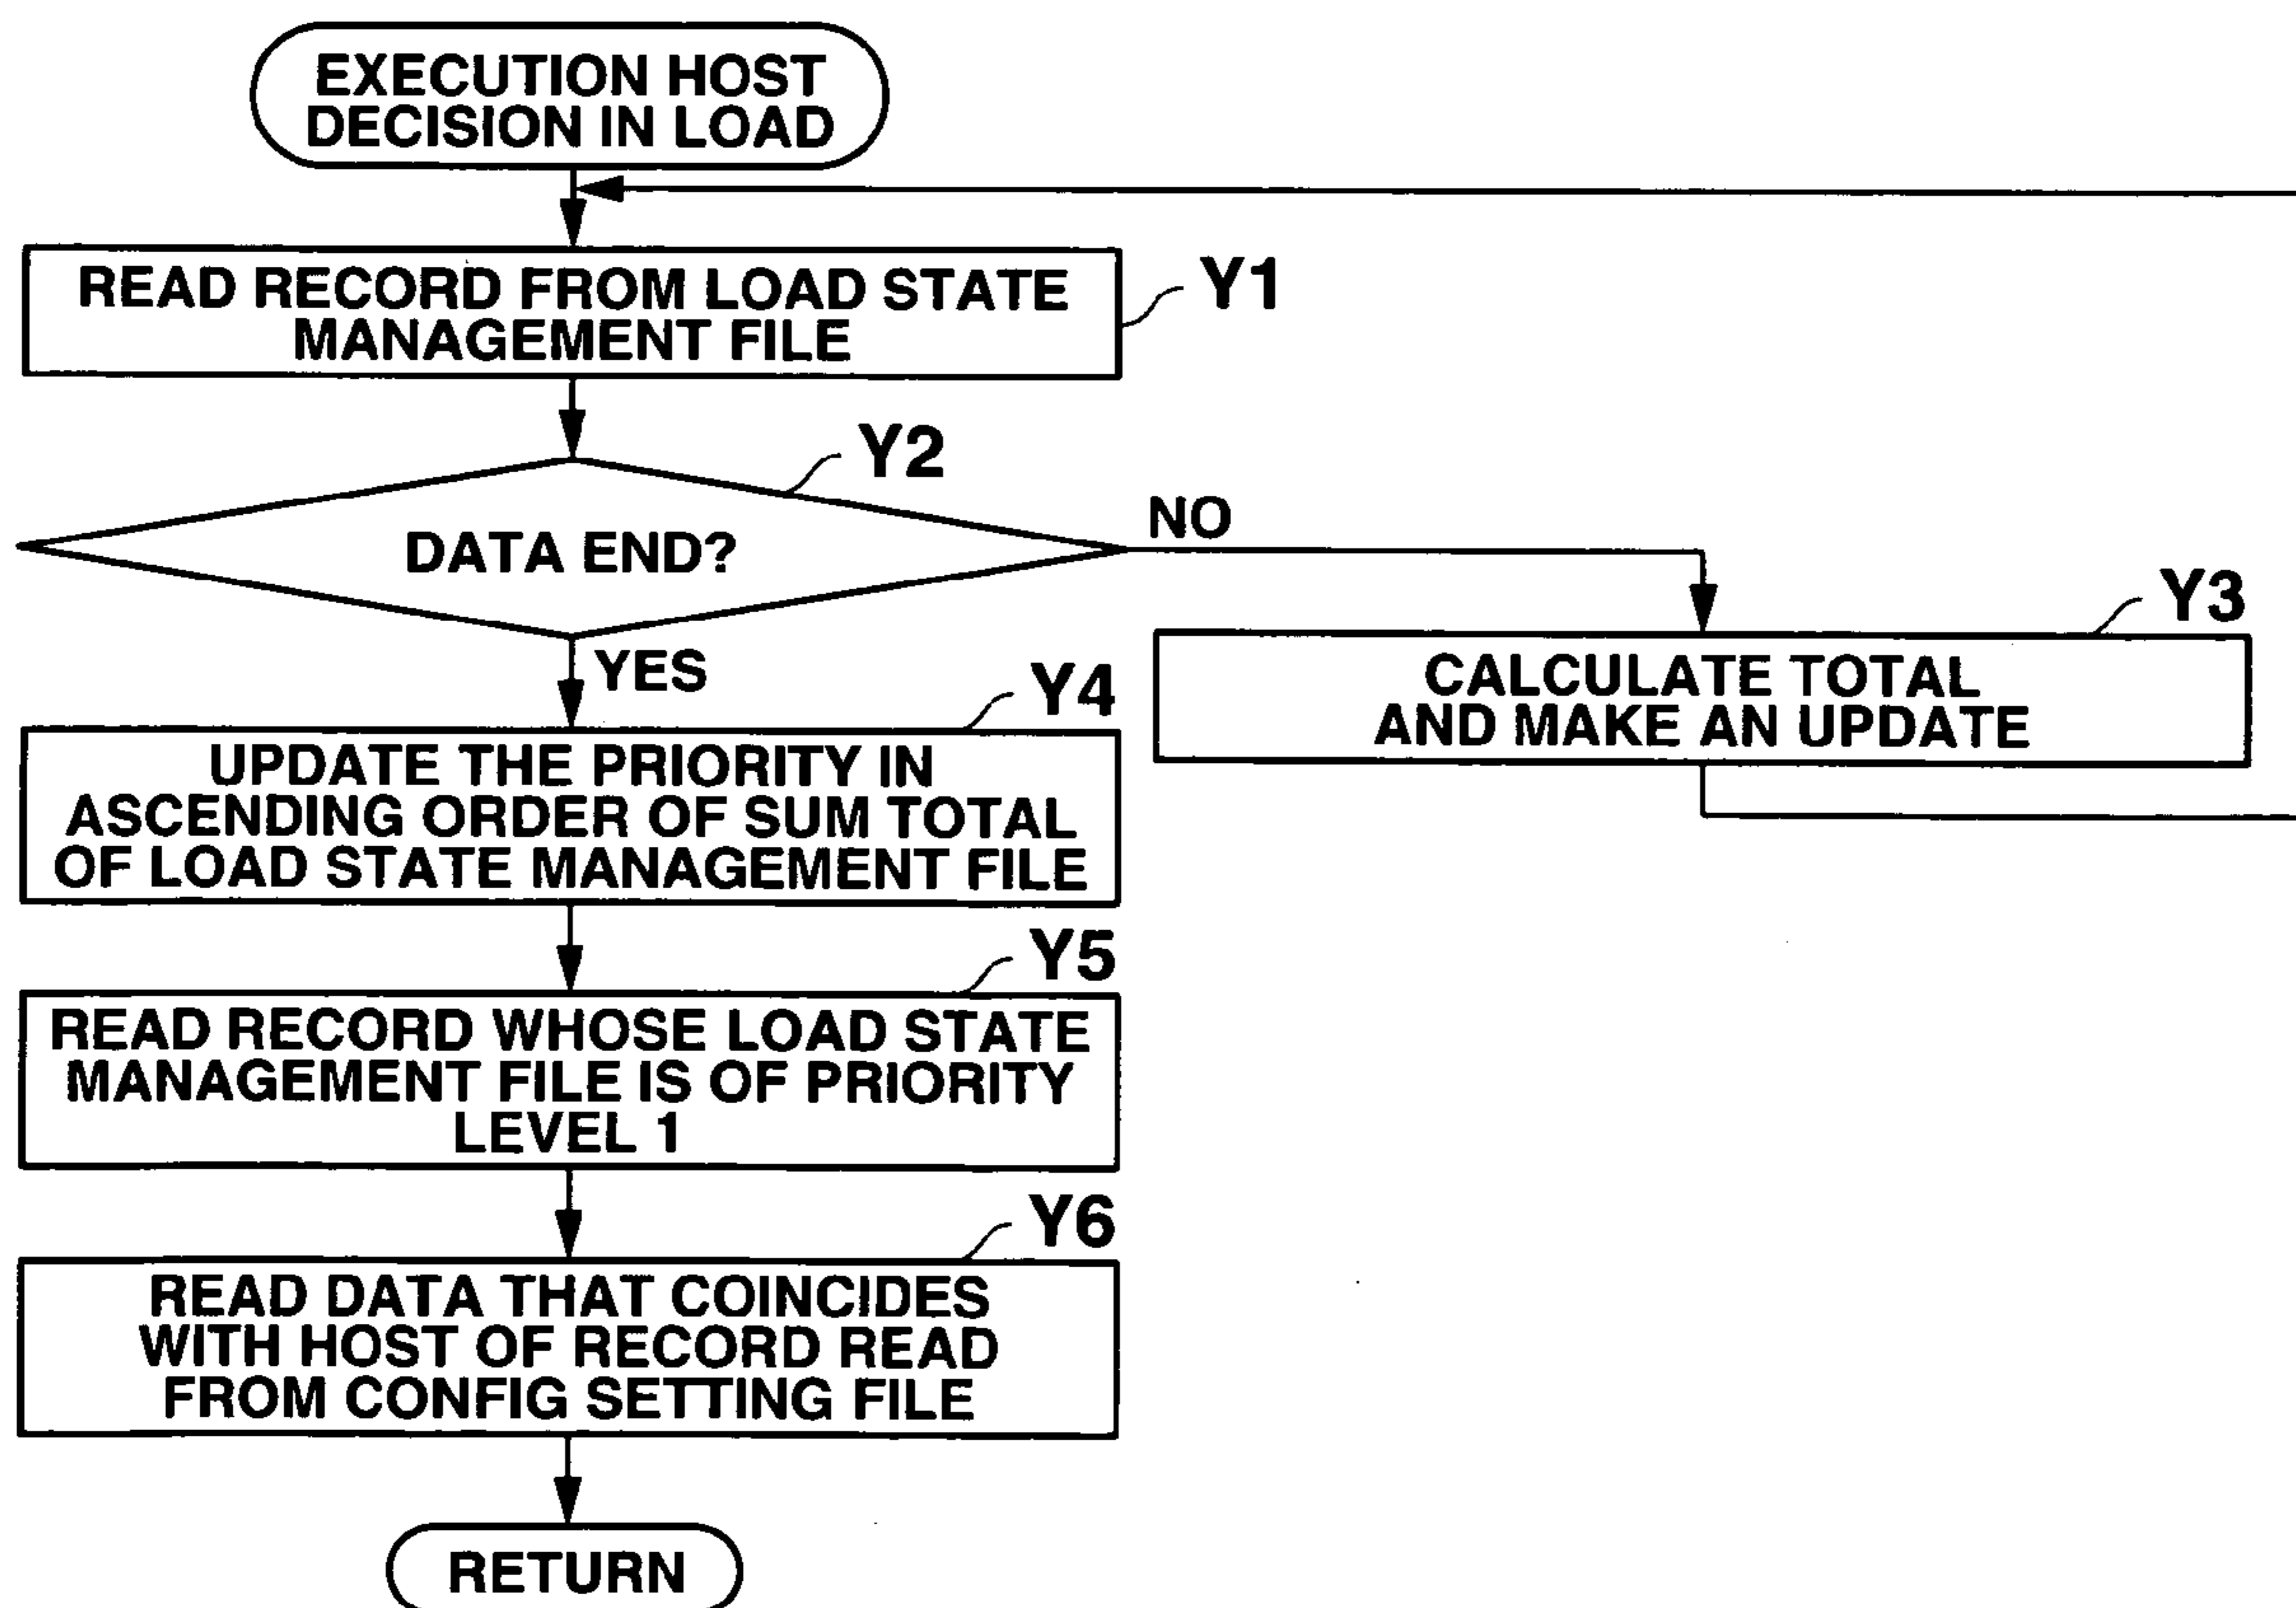 EXECUTION HOST
DECISION IN LOAD
READ RECORD FROM LOAD STATE
MANAGEMENT FILE
Y1
Y2
DATA END?
NO
YES
Y3
CALCULATE TOTAL
AND MAKE AN UPDATE
Y4
UPDATE THE PRIORITY IN
ASCENDING ORDER OF SUM TOTAL
OF LOAD STATE MANAGEMENT FILE
Y5
READ RECORD WHOSE LOAD STATE
MANAGEMENT FILE IS OF PRIORITY
LEVEL 1
Y6
READ DATA THAT COINCIDES
WITH HOST OF RECORD READ
FROM CONFIG SETTING FILE
RETURN